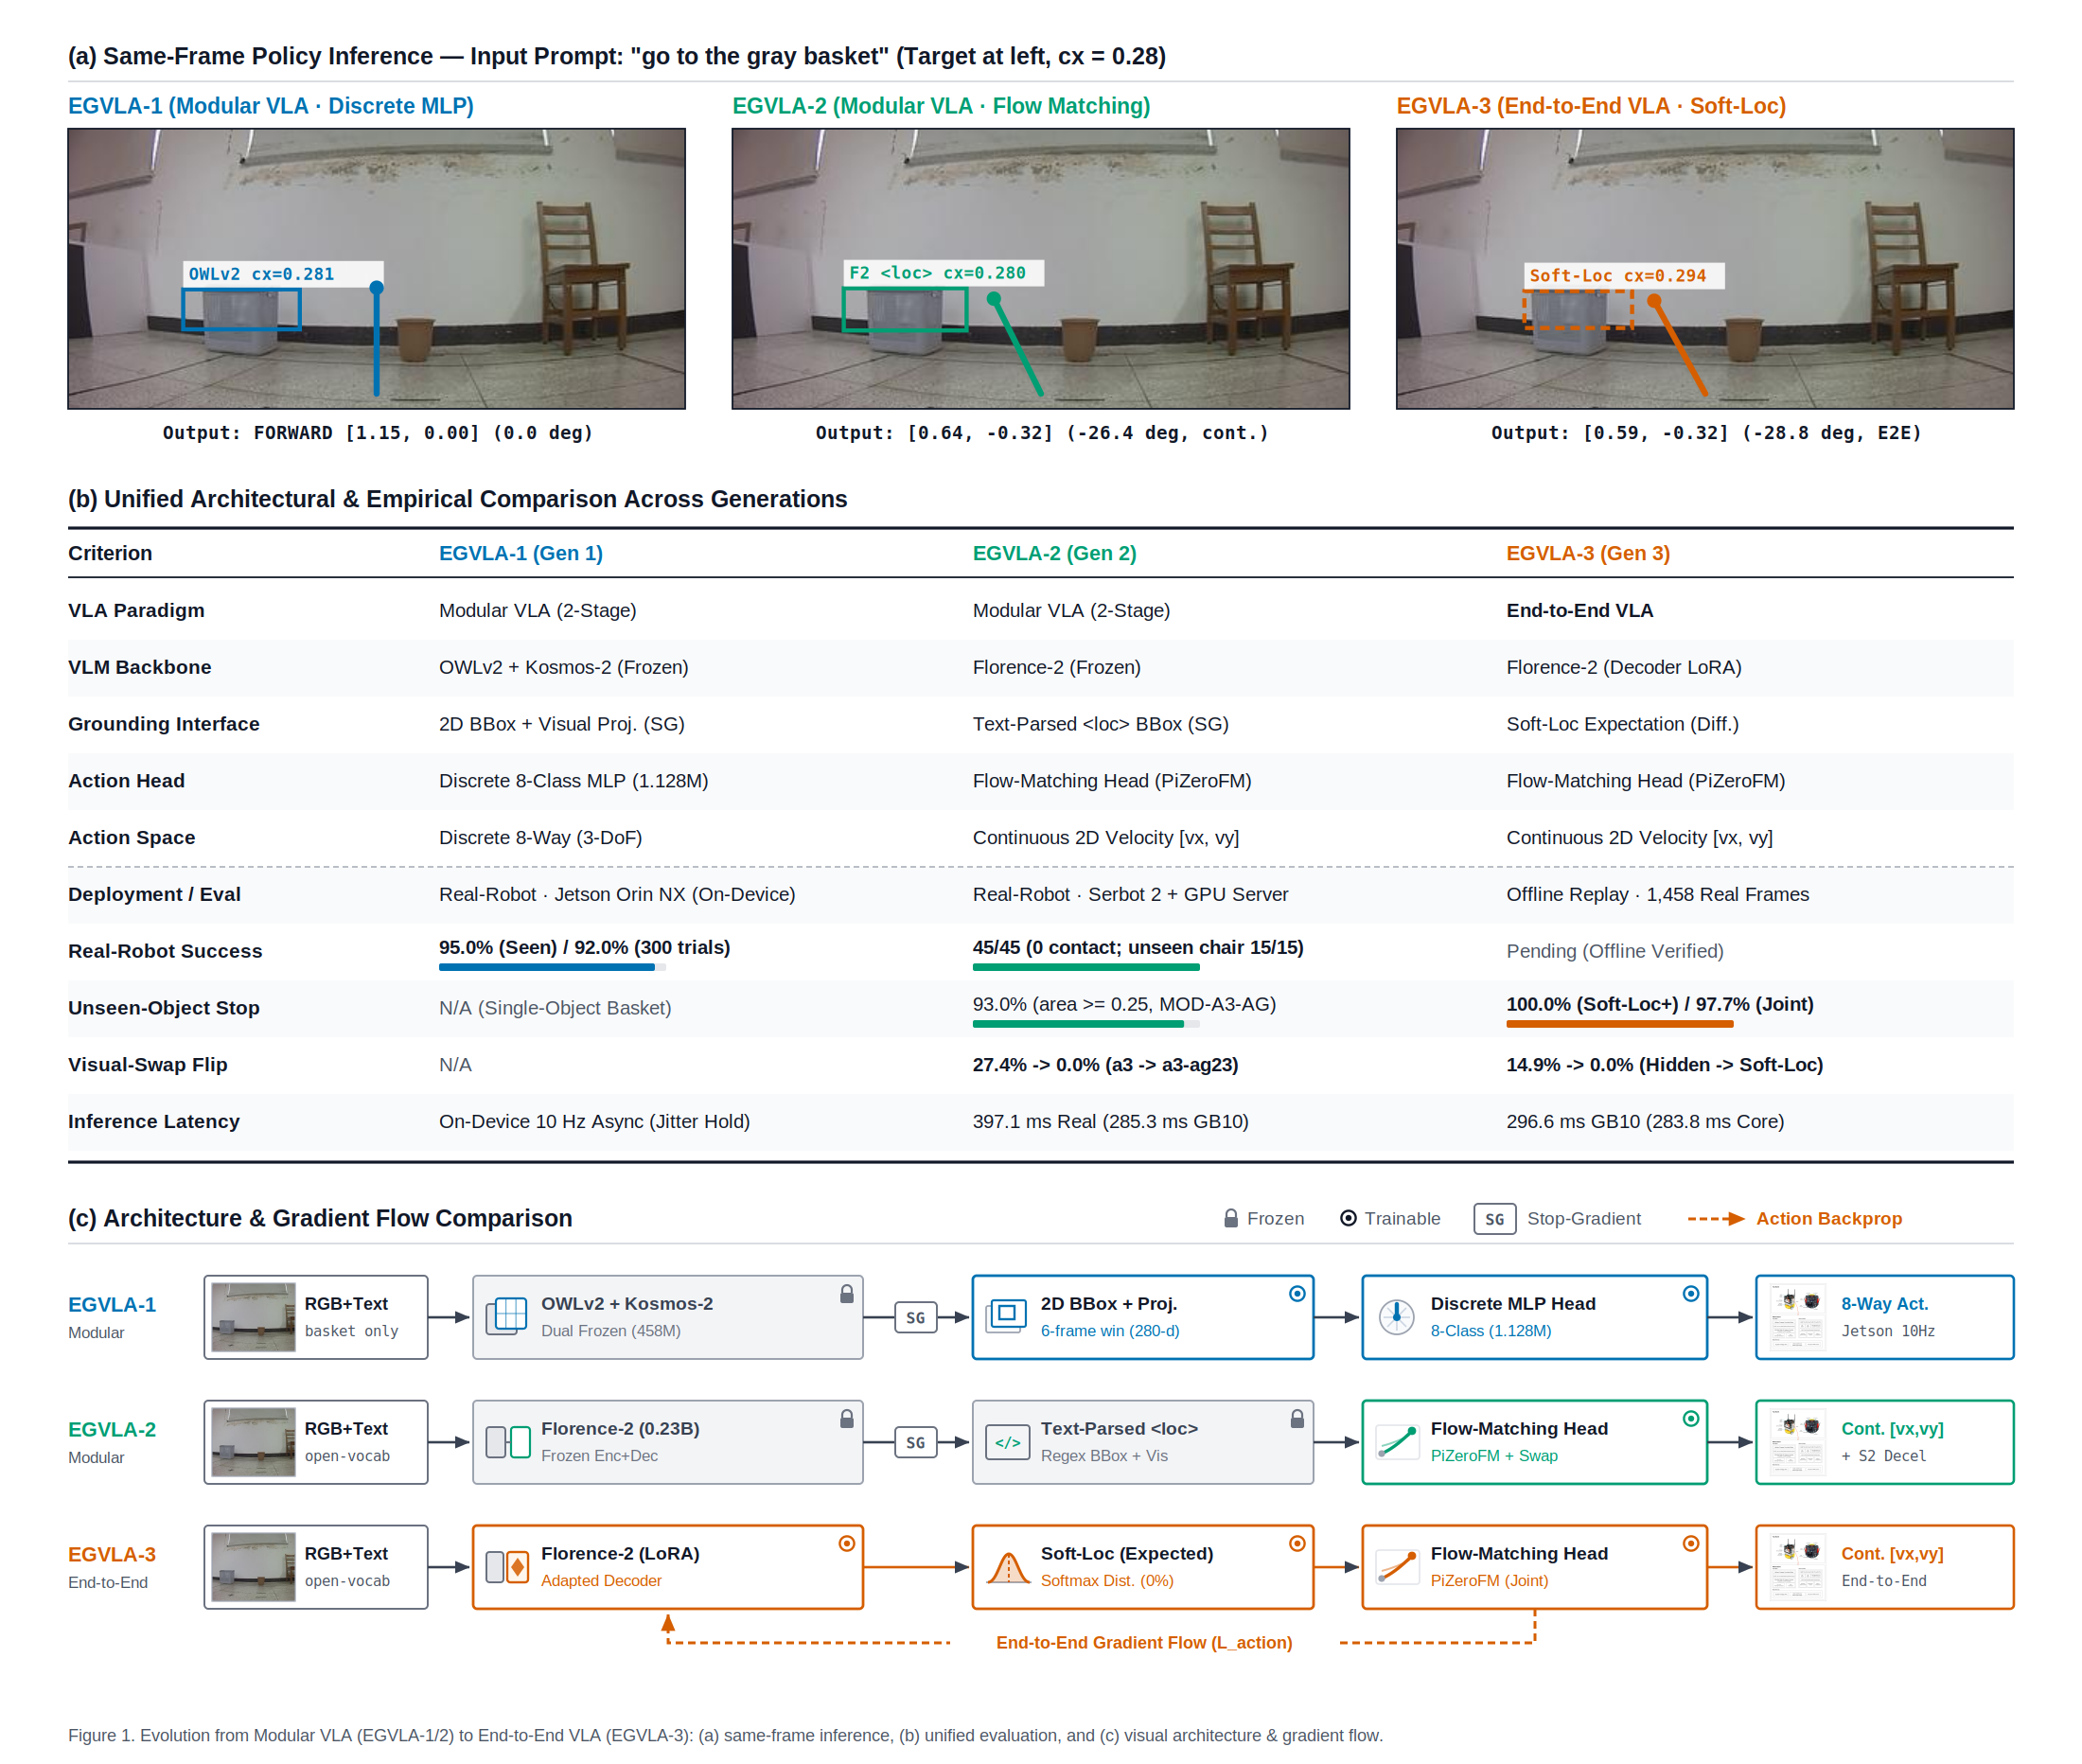 (a) Same-Frame Policy Inference — Input Prompt: "go to the gray basket" (Target at left, cx = 0.28)
EGVLA-1 (Modular VLA · Discrete MLP)
EGVLA-2 (Modular VLA · Flow Matching)
EGVLA-3 (End-to-End VLA · Soft-Loc)
OWLv2 cx=0.281
F2 <loc> cx=0.280
Soft-Loc cx=0.294
Output: FORWARD [1.15, 0.00] (0.0 deg)
Output: [0.64, -0.32] (-26.4 deg, cont.)
Output: [0.59, -0.32] (-28.8 deg, E2E)
(b) Unified Architectural & Empirical Comparison Across Generations
Criterion EGVLA-1 (Gen 1) EGVLA-2 (Gen 2) EGVLA-3 (Gen 3)
VLA Paradigm Modular VLA (2-Stage) Modular VLA (2-Stage) End-to-End VLA
VLM Backbone OWLv2 + Kosmos-2 (Frozen) Florence-2 (Frozen) Florence-2 (Decoder LoRA)
Grounding Interface 2D BBox + Visual Proj. (SG) Text-Parsed <loc> BBox (SG) Soft-Loc Expectation (Diff.)
Action Head Discrete 8-Class MLP (1.128M) Flow-Matching Head (PiZeroFM) Flow-Matching Head (PiZeroFM)
Action Space Discrete 8-Way (3-DoF) Continuous 2D Velocity [vx, vy] Continuous 2D Velocity [vx, vy]
Deployment / Eval Real-Robot · Jetson Orin NX (On-Device) Real-Robot · Serbot 2 + GPU Server Offline Replay · 1,458 Real Frames
Real-Robot Success 95.0% (Seen) / 92.0% (300 trials) 45/45 (0 contact; unseen chair 15/15) Pending (Offline Verified)
Unseen-Object Stop N/A (Single-Object Basket) 93.0% (area >= 0.25, MOD-A3-AG) 100.0% (Soft-Loc+) / 97.7% (Joint)
Visual-Swap Flip N/A 27.4% -> 0.0% (a3 -> a3-ag23) 14.9% -> 0.0% (Hidden -> Soft-Loc)
Inference Latency On-Device 10 Hz Async (Jitter Hold) 397.1 ms Real (285.3 ms GB10) 296.6 ms GB10 (283.8 ms Core)
(c) Architecture & Gradient Flow Comparison
Frozen Trainable SG Stop-Gradient Action Backprop
EGVLA-1 RGB+Text OWLv2 + Kosmos-2 SG 2D BBox + Proj. Discrete MLP Head 8-Way Act.
Modular basket only Dual Frozen (458M) 6-frame win (280-d) 8-Class (1.128M) Jetson 10Hz
EGVLA-2 RGB+Text Florence-2 (0.23B) SG </> Text-Parsed <loc> Flow-Matching Head Cont. [vx,vy]
Modular open-vocab Frozen Enc+Dec Regex BBox + Vis PiZeroFM + Swap + S2 Decel
EGVLA-3 RGB+Text Florence-2 (LoRA) Soft-Loc (Expected) Flow-Matching Head Cont. [vx,vy]
End-to-End open-vocab Adapted Decoder Softmax Dist. (0%) PiZeroFM (Joint) End-to-End
End-to-End Gradient Flow (L_action)
Figure 1. Evolution from Modular VLA (EGVLA-1/2) to End-to-End VLA (EGVLA-3): (a) same-frame inference, (b) unified evaluation, and (c) visual architecture & gradient flow.